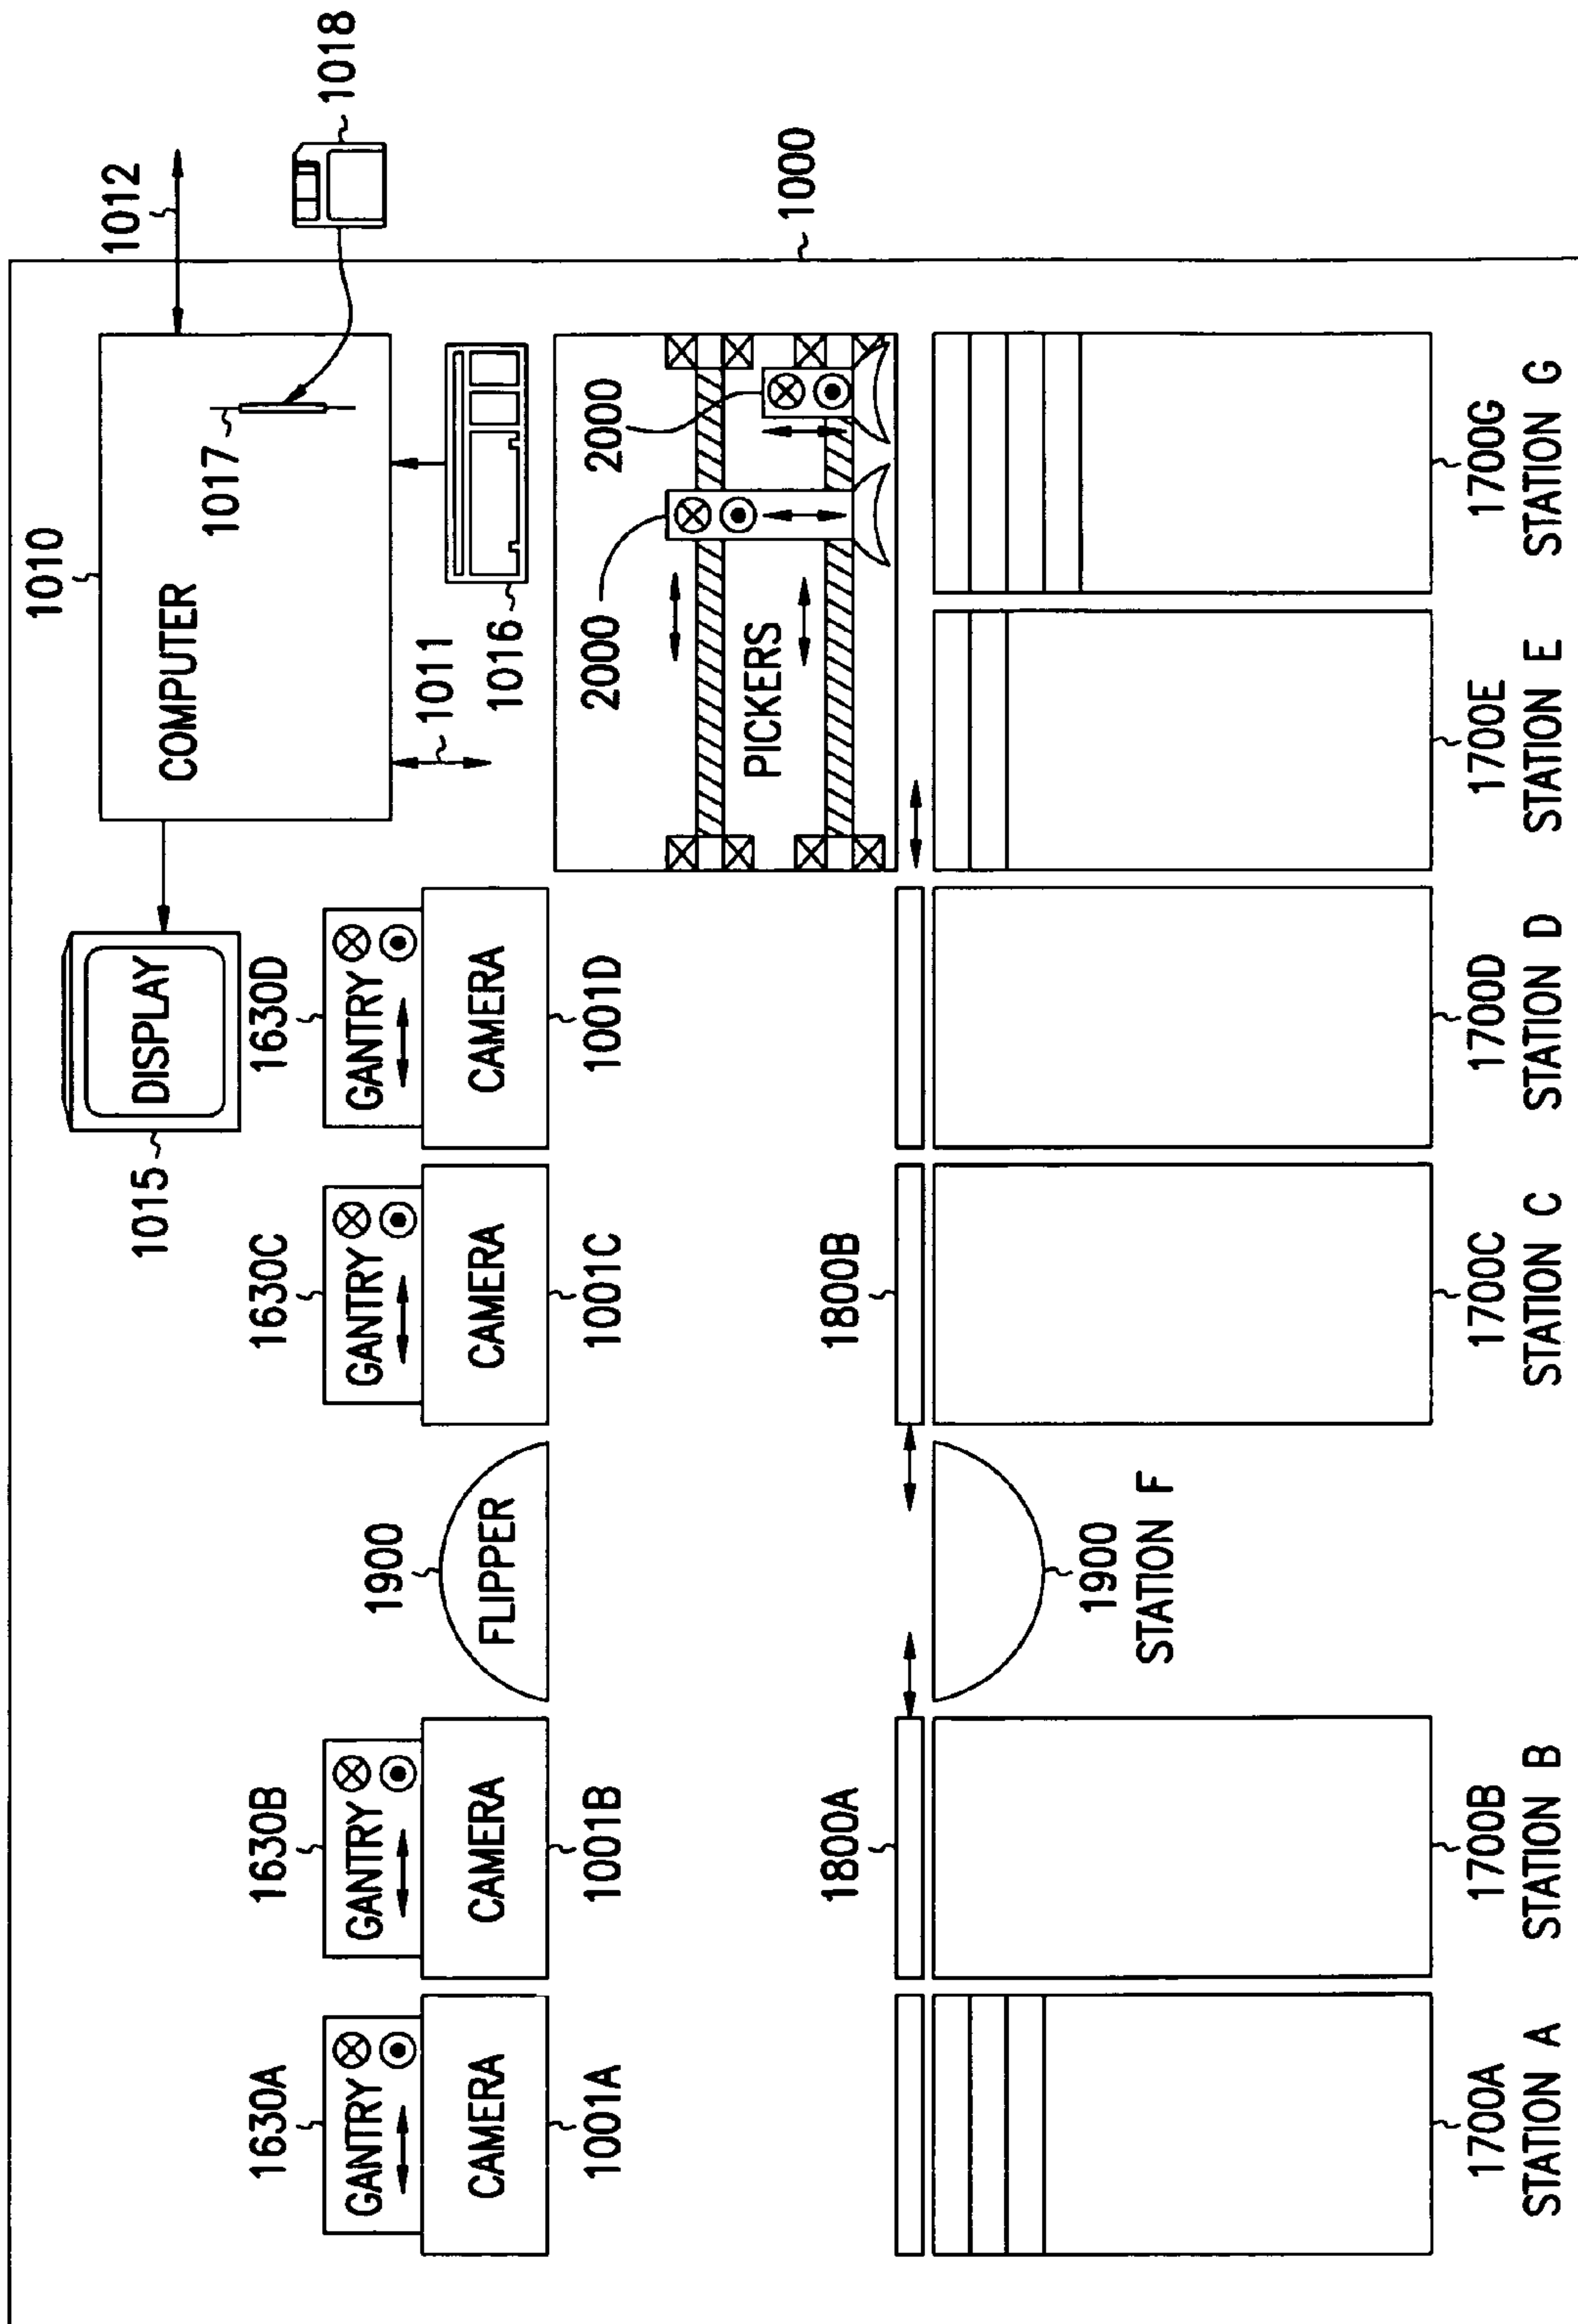 1010
1012
1018
COMPUTER
1017
DISPLAY
1015
1011
1016
1630A
1630B
1900
1630C
1630D
GANTRY
GANTRY
FLIPPER
GANTRY
GANTRY
CAMERA
CAMERA
CAMERA
CAMERA
1001A
1001B
1001C
1001D
2000
2000
PICKERS
1000
1800A
1800B
1900
STATION F
1700A
1700B
1700C
1700D
1700E
1700G
STATION A
STATION B
STATION C
STATION D
STATION E
STATION G